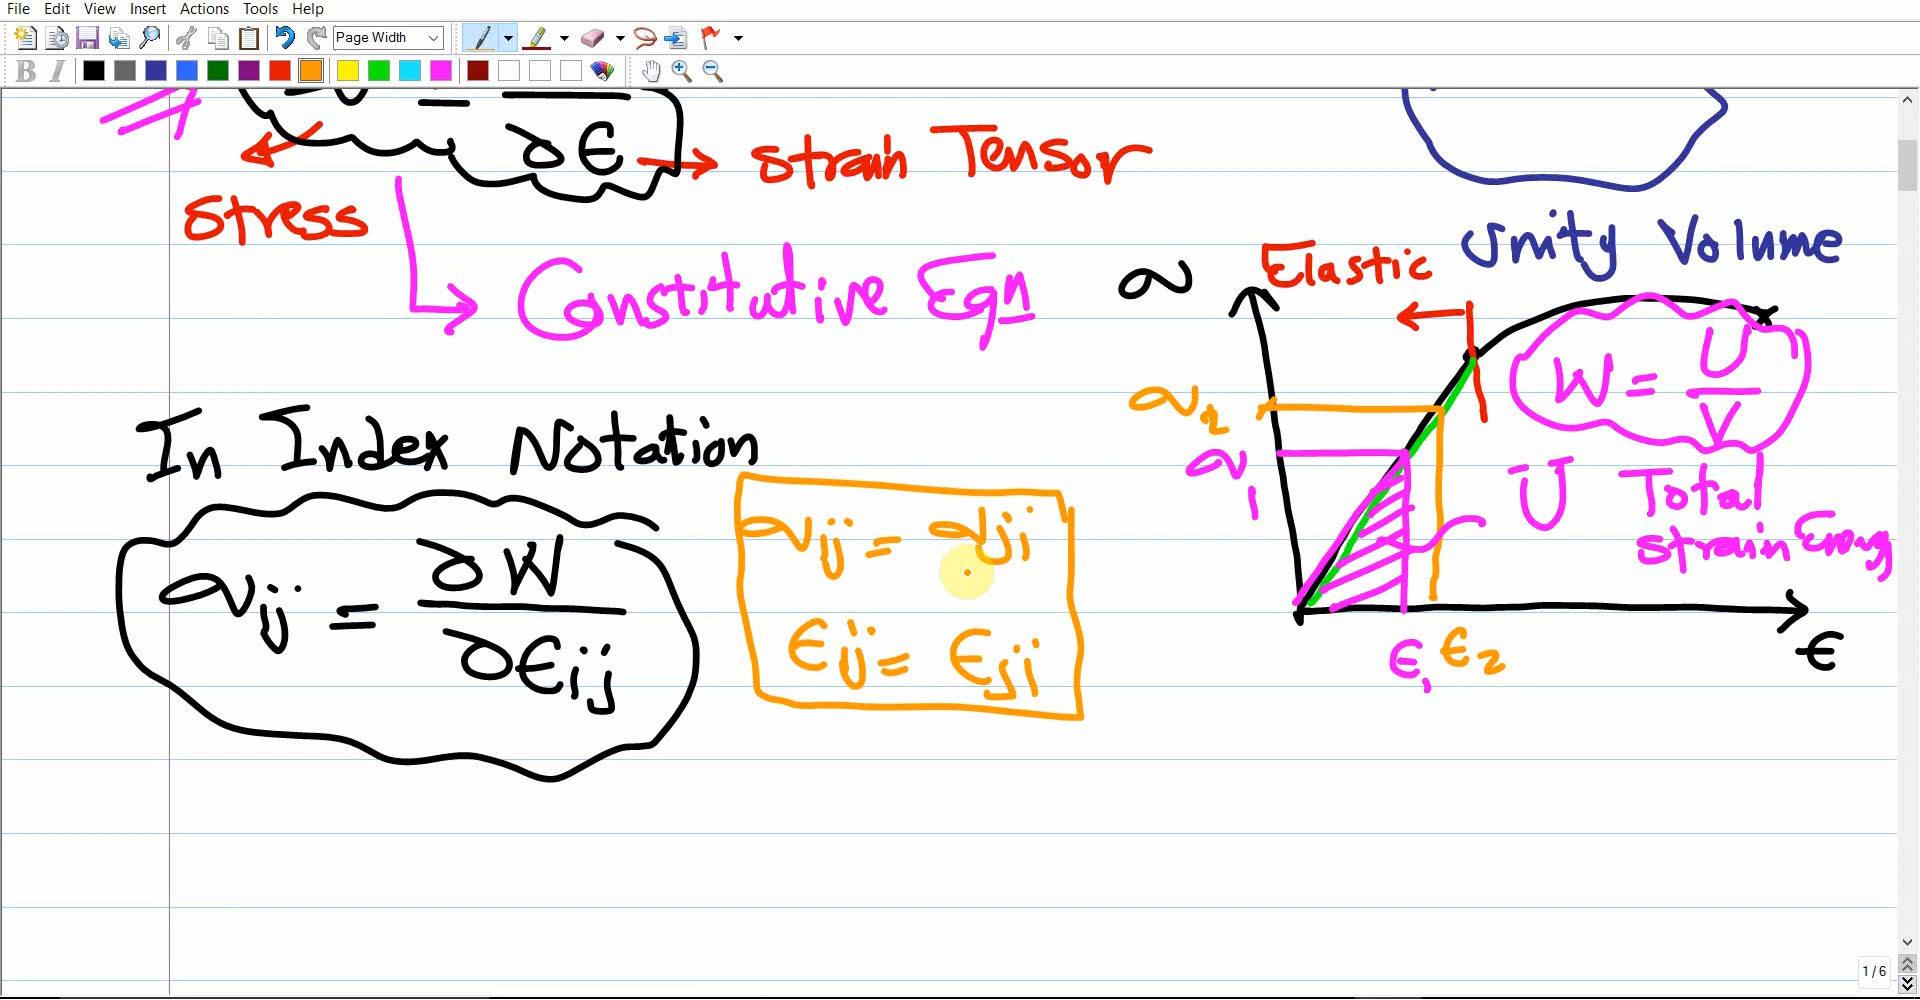 File Edit View Insert Actions Tools Help
Page Width
B I
∂ϵ
strain Tensor
stress
Constitutive Eqn
Unity Volume
σ
Elastic
W = U/V
σ2
σ1
U Total
strain Energy
ϵ1 ϵ2
ϵ
In Index Notation
σij = ∂W/∂ϵij
σij = σji
ϵij = ϵji
1 / 6